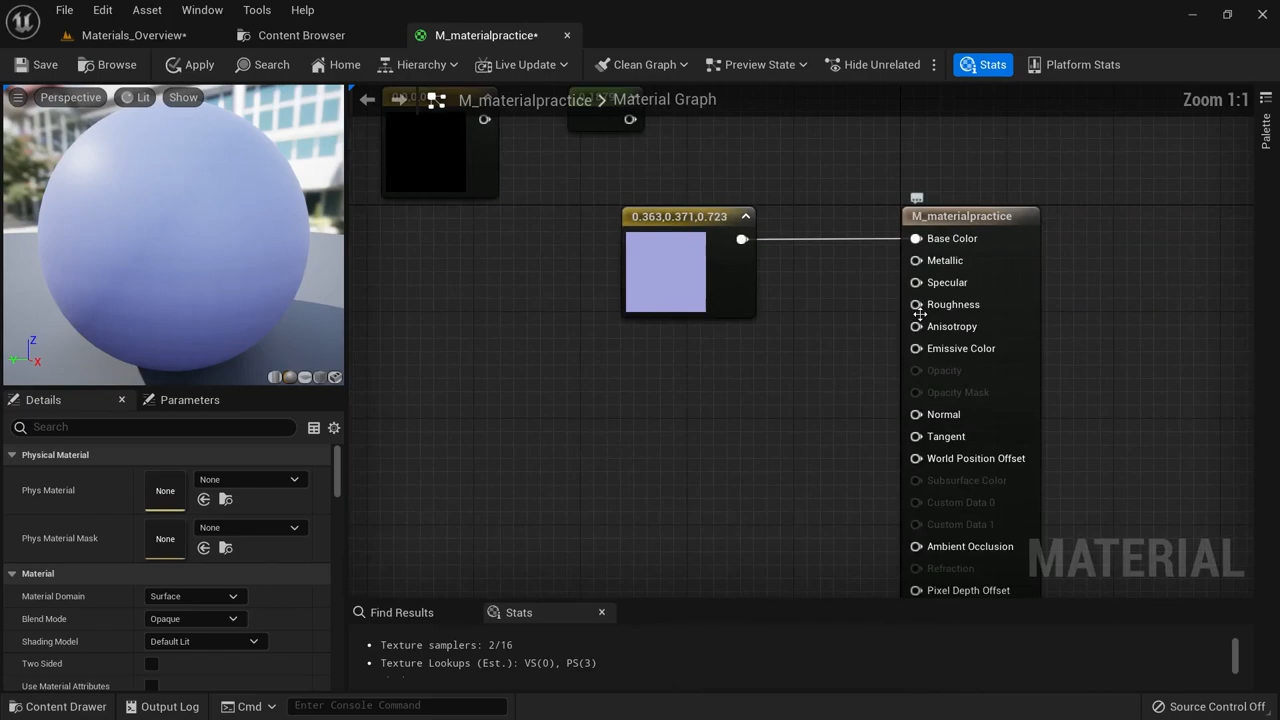 File Edit Asset Window Tools Help
Materials_Overview* Content Browser M_materialpractice*
Save Browse Apply Search Home Hierarchy Live Update Clean Graph Preview State Hide Unrelated Stats Platform Stats
Perspective Lit Show
M_materialpractice > Material Graph
Zoom 1:1
Palette
0.363,0.371,0.723
M_materialpractice
Base Color
Metallic
Specular
Roughness
Anisotropy
Emissive Color
Opacity
Opacity Mask
Normal
Tangent
World Position Offset
Subsurface Color
Custom Data 0
Custom Data 1
Ambient Occlusion
Refraction
Pixel Depth Offset
MATERIAL
Z
Y
X
Details Parameters
Search
Physical Material
Phys Material None None
Phys Material Mask None None
Material
Material Domain Surface
Blend Mode Opaque
Shading Model Default Lit
Two Sided
Use Material Attributes
Find Results Stats
• Texture samplers: 2/16
• Texture Lookups (Est.): VS(0), PS(3)
Content Drawer Output Log Cmd Enter Console Command Source Control Off